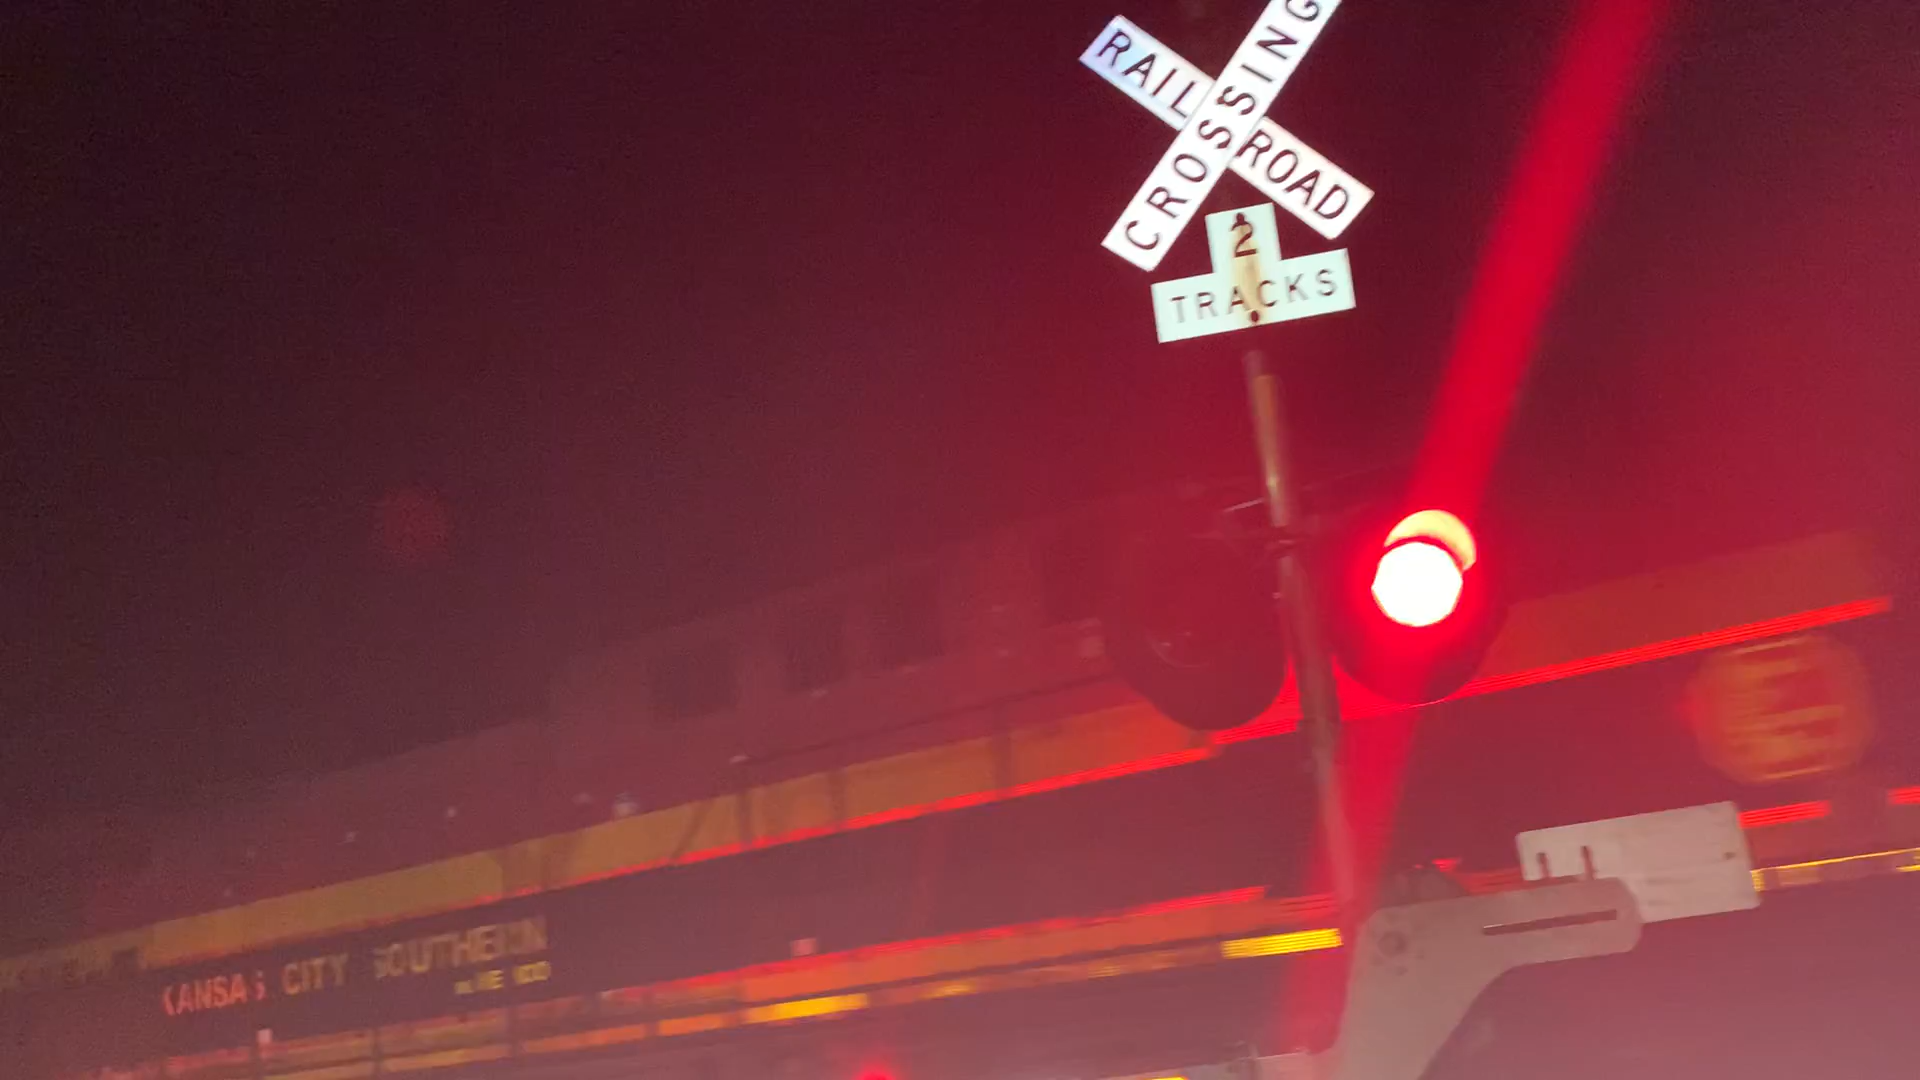 RAIL ROAD
CROSSING
2
TRACKS
KANSAS CITY SOUTHERN